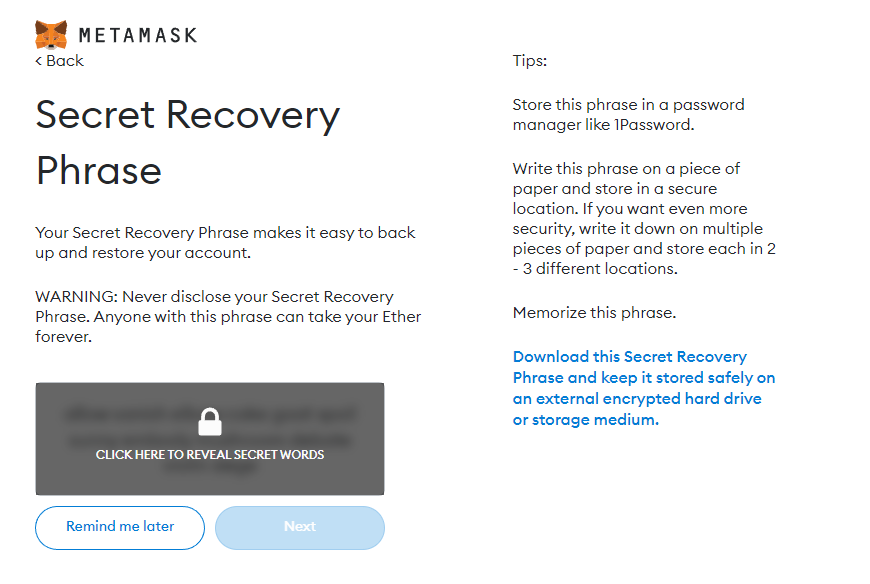 METAMASK
< Back
Secret Recovery
Phrase
Your Secret Recovery Phrase makes it easy to back
up and restore your account.
WARNING: Never disclose your Secret Recovery
Phrase. Anyone with this phrase can take your Ether
forever.
CLICK HERE TO REVEAL SECRET WORDS
Remind me later
Next
Tips:
Store this phrase in a password
manager like 1Password.
Write this phrase on a piece of
paper and store in a secure
location. If you want even more
security, write it down on multiple
pieces of paper and store each in 2
- 3 different locations.
Memorize this phrase.
Download this Secret Recovery
Phrase and keep it stored safely on
an external encrypted hard drive
or storage medium.